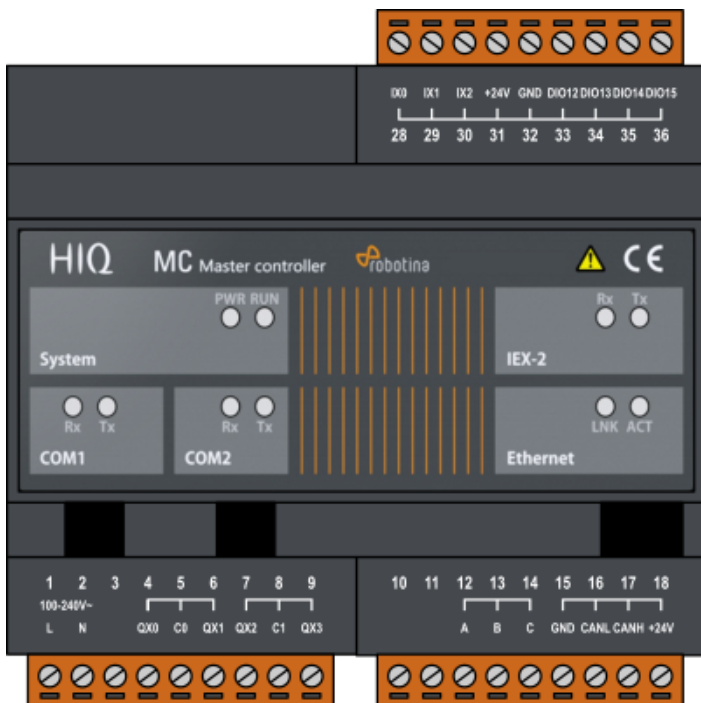 IX0 IX1 IX2 +24V GND DIO12 DIO13 DIO14 DIO15
28 29 30 31 32 33 34 35 36
HIQ MC Master controller robotina CE
PWR RUN
System
Rx Tx
IEX-2
Rx Tx
COM1
Rx Tx
COM2
LNK ACT
Ethernet
1 2 3 4 5 6 7 8 9
100-240V~
L N QX0 C0 QX1 QX2 C1 QX3
10 11 12 13 14 15 16 17 18
A B C GND CANL CANH +24V